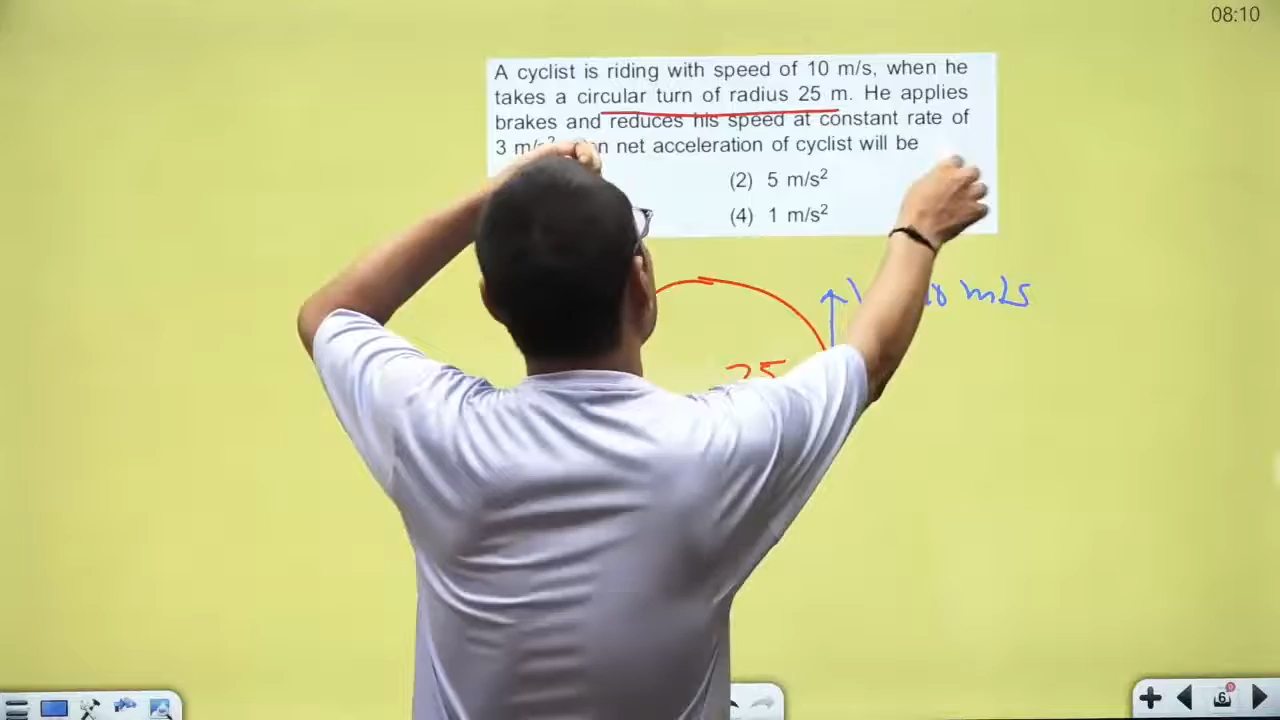 08:10
A cyclist is riding with speed of 10 m/s, when he
takes a circular turn of radius 25 m. He applies
brakes and reduces his speed at constant rate of
3 net acceleration of cyclist will be
(2) 5 m/s²
(4) 1 m/s²
m/s
25
6